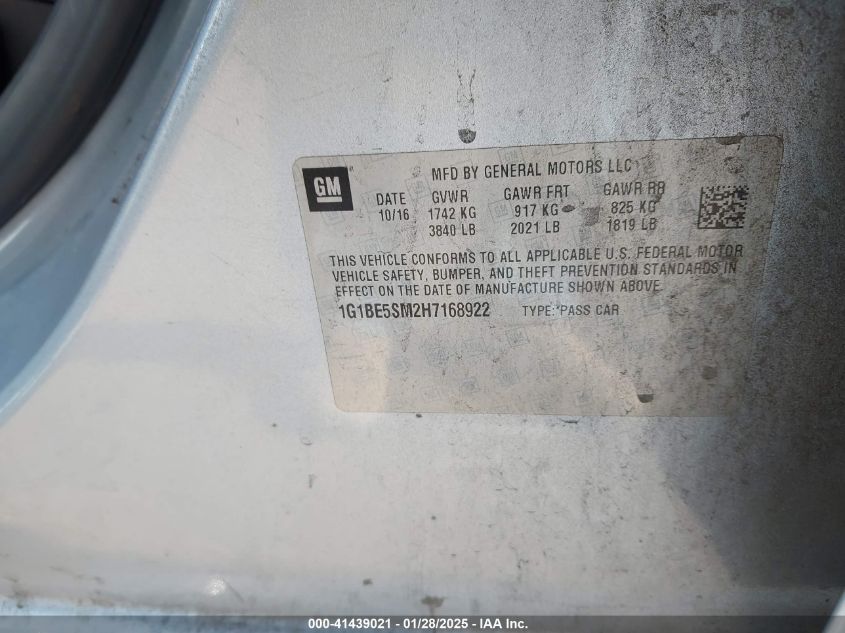 GM
MFD BY GENERAL MOTORS LLC
DATE GVWR GAWR FRT GAWR RR
10/16 1742 KG 917 KG 825 KG
3840 LB 2021 LB 1819 LB
THIS VEHICLE CONFORMS TO ALL APPLICABLE U.S. FEDERAL MOTOR
VEHICLE SAFETY, BUMPER, AND THEFT PREVENTION STANDARDS IN
EFFECT ON THE DATE OF MANUFACTURE SHOWN ABOVE.
1G1BE5SM2H7168922 TYPE: PASS CAR
000-41439021 - 01/28/2025 - IAA Inc.